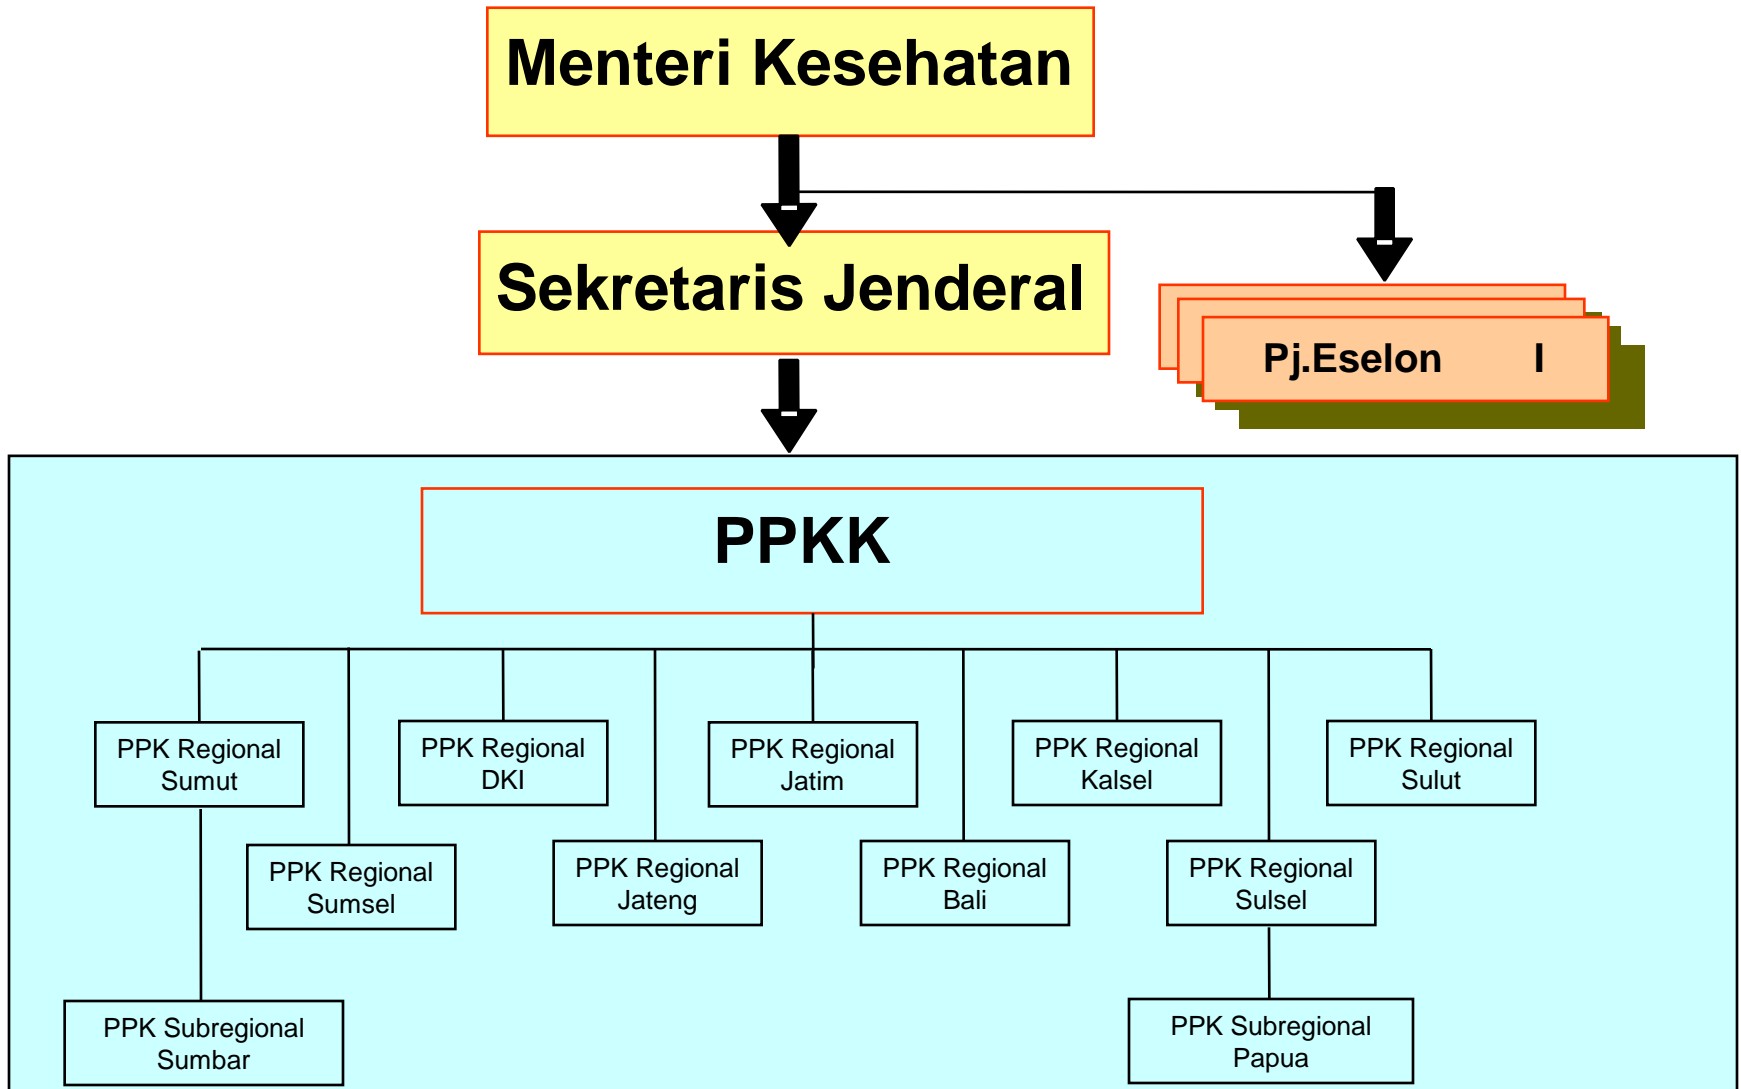 Menteri Kesehatan
Sekretaris Jenderal
Pj.Eselon I
PPKK
PPK Regional
Sumut
PPK Regional
DKI
PPK Regional
Jatim
PPK Regional
Kalsel
PPK Regional
Sulut
PPK Regional
Sumsel
PPK Regional
Jateng
PPK Regional
Bali
PPK Regional
Sulsel
PPK Subregional
Sumbar
PPK Subregional
Papua